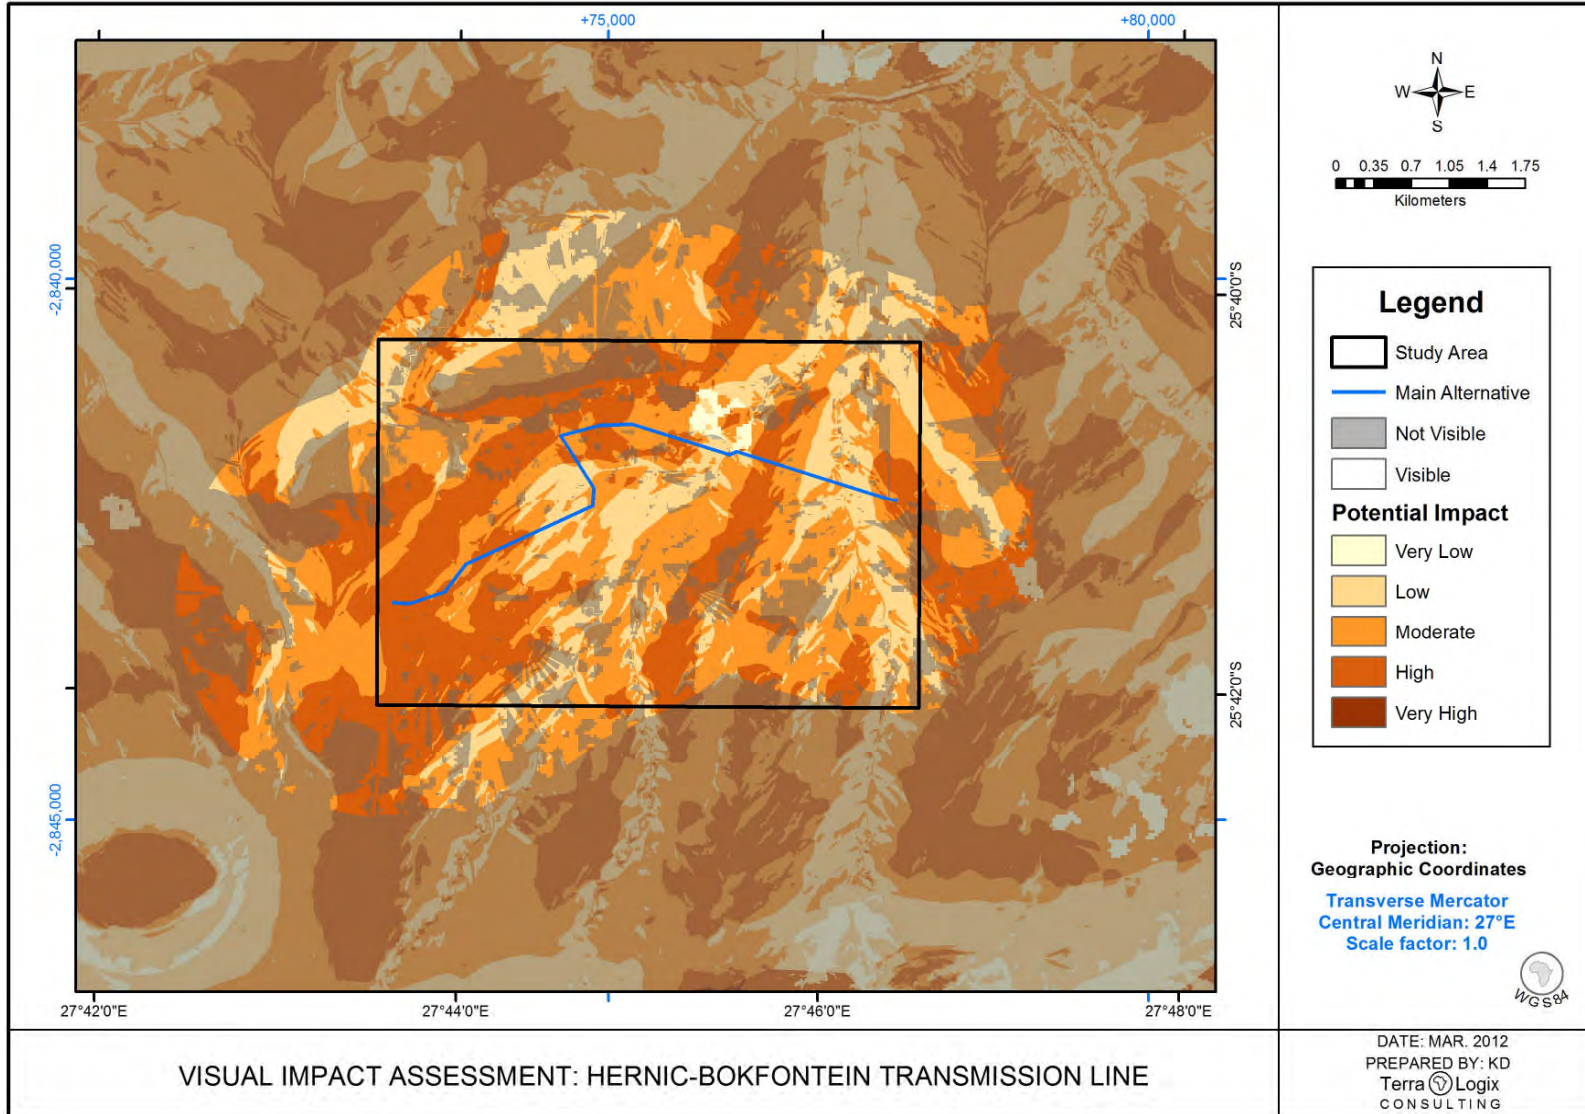 +75,000
+80,000
-2,840,000
-2,845,000
25°40'0"S
25°42'0"S
27°42'0"E
27°44'0"E
27°46'0"E
27°48'0"E
N
W E
S
0 0.35 0.7 1.05 1.4 1.75
Kilometers
Legend
Study Area
Main Alternative
Not Visible
Visible
Potential Impact
Very Low
Low
Moderate
High
Very High
Projection:
Geographic Coordinates
Transverse Mercator
Central Meridian: 27°E
Scale factor: 1.0
WGS84
VISUAL IMPACT ASSESSMENT: HERNIC-BOKFONTEIN TRANSMISSION LINE
DATE: MAR. 2012
PREPARED BY: KD
Terra Logix
CONSULTING